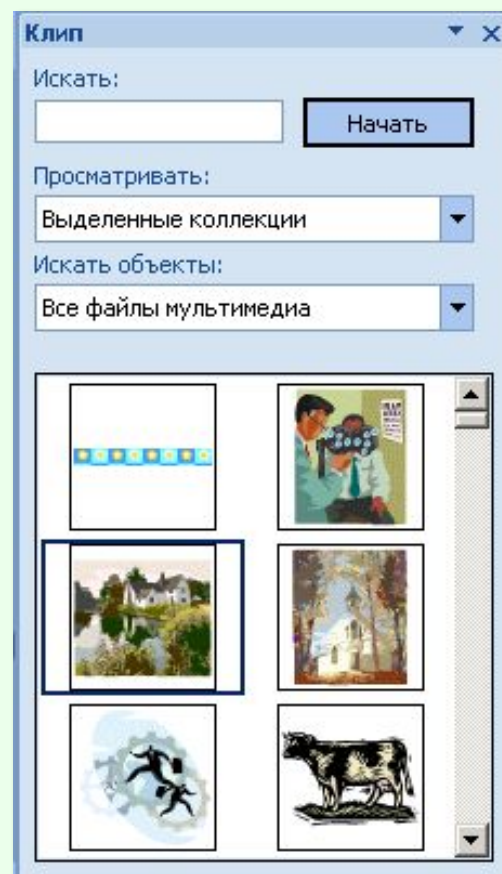 Клип
Искать:
Начать
Просматривать:
Выделенные коллекции
Искать объекты:
Все файлы мультимедиа